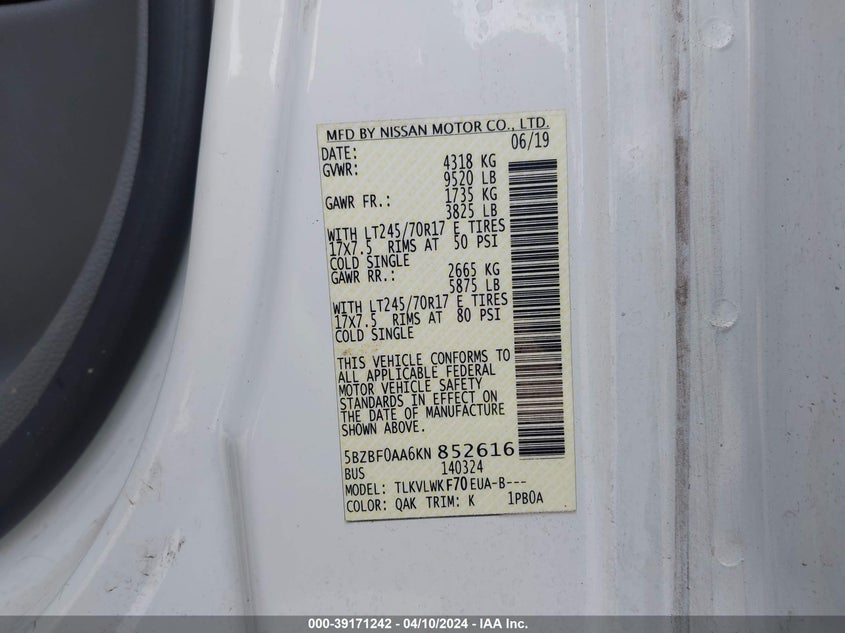 MFD BY NISSAN MOTOR CO., LTD.
DATE: 06/19
GVWR: 4318 KG
9520 LB
GAWR FR.: 1735 KG
3825 LB
WITH LT245/70R17 E TIRES
17X7.5 RIMS AT 50 PSI
COLD SINGLE
GAWR RR.: 2665 KG
5875 LB
WITH LT245/70R17 E TIRES
17X7.5 RIMS AT 80 PSI
COLD SINGLE
THIS VEHICLE CONFORMS TO
ALL APPLICABLE FEDERAL
MOTOR VEHICLE SAFETY
STANDARDS IN EFFECT ON
THE DATE OF MANUFACTURE
SHOWN ABOVE.
5BZBF0AA6KN 852616
BUS 140324
MODEL: TLKVLWKF70EUA-B---
COLOR: QAK TRIM: K 1PB0A
000-39171242 - 04/10/2024 - IAA Inc.